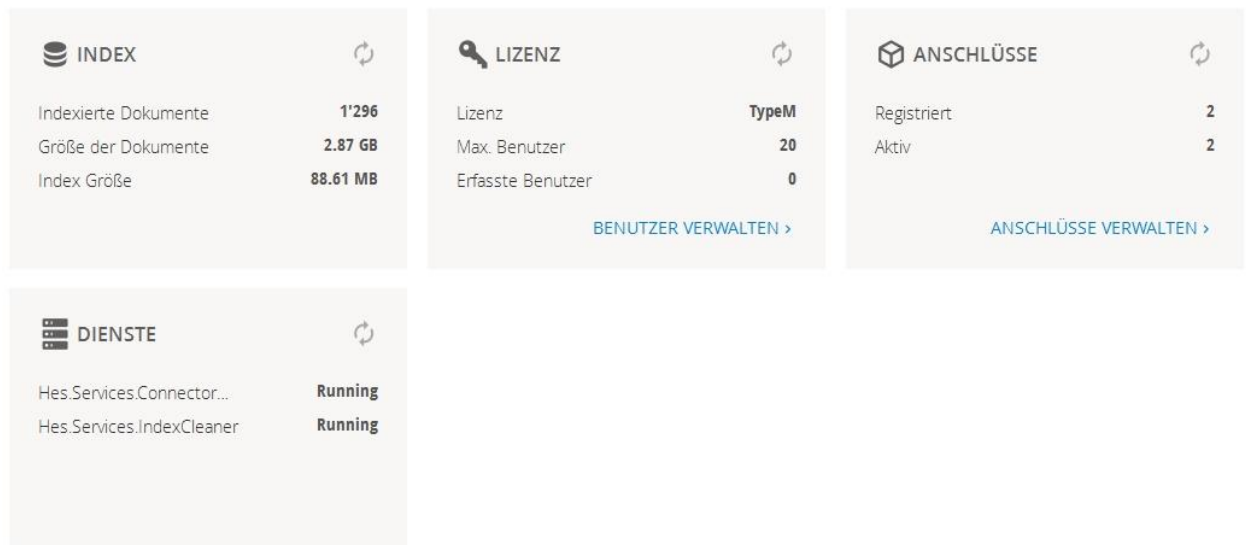 INDEX
Indexierte Dokumente 1'296
Größe der Dokumente 2.87 GB
Index Größe 88.61 MB
LIZENZ
Lizenz TypeM
Max. Benutzer 20
Erfasste Benutzer 0
BENUTZER VERWALTEN ›
ANSCHLÜSSE
Registriert 2
Aktiv 2
ANSCHLÜSSE VERWALTEN ›
DIENSTE
Hes.Services.Connector... Running
Hes.Services.IndexCleaner Running